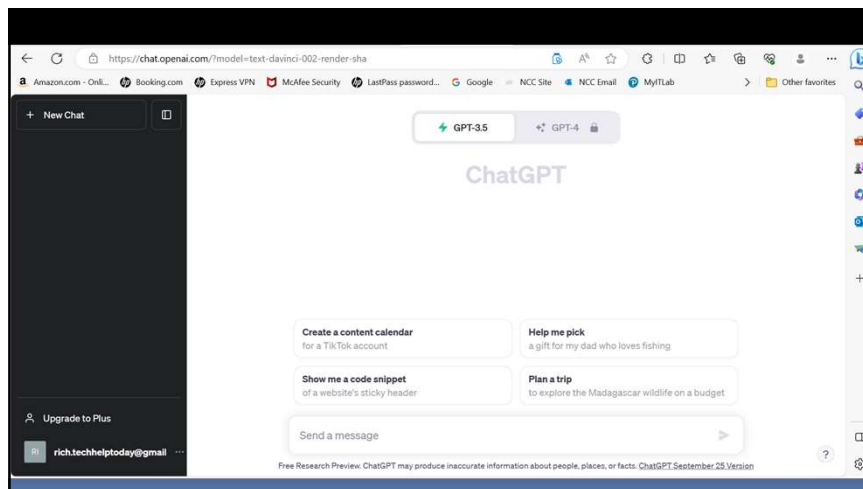 https://chat.openai.com/?model=text-davinci-002-render-sha
Amazon.com - Onli... Booking.com Express VPN McAfee Security LastPass password... Google NCC Site NCC Email MyITLab Other favorites
+ New Chat
GPT-3.5 GPT-4
ChatGPT
Create a content calendar
for a TikTok account
Help me pick
a gift for my dad who loves fishing
Show me a code snippet
of a website's sticky header
Plan a trip
to explore the Madagascar wildlife on a budget
Upgrade to Plus
RI rich.techhelptoday@gmail ...
Send a message
Free Research Preview. ChatGPT may produce inaccurate information about people, places, or facts. ChatGPT September 25 Version
?